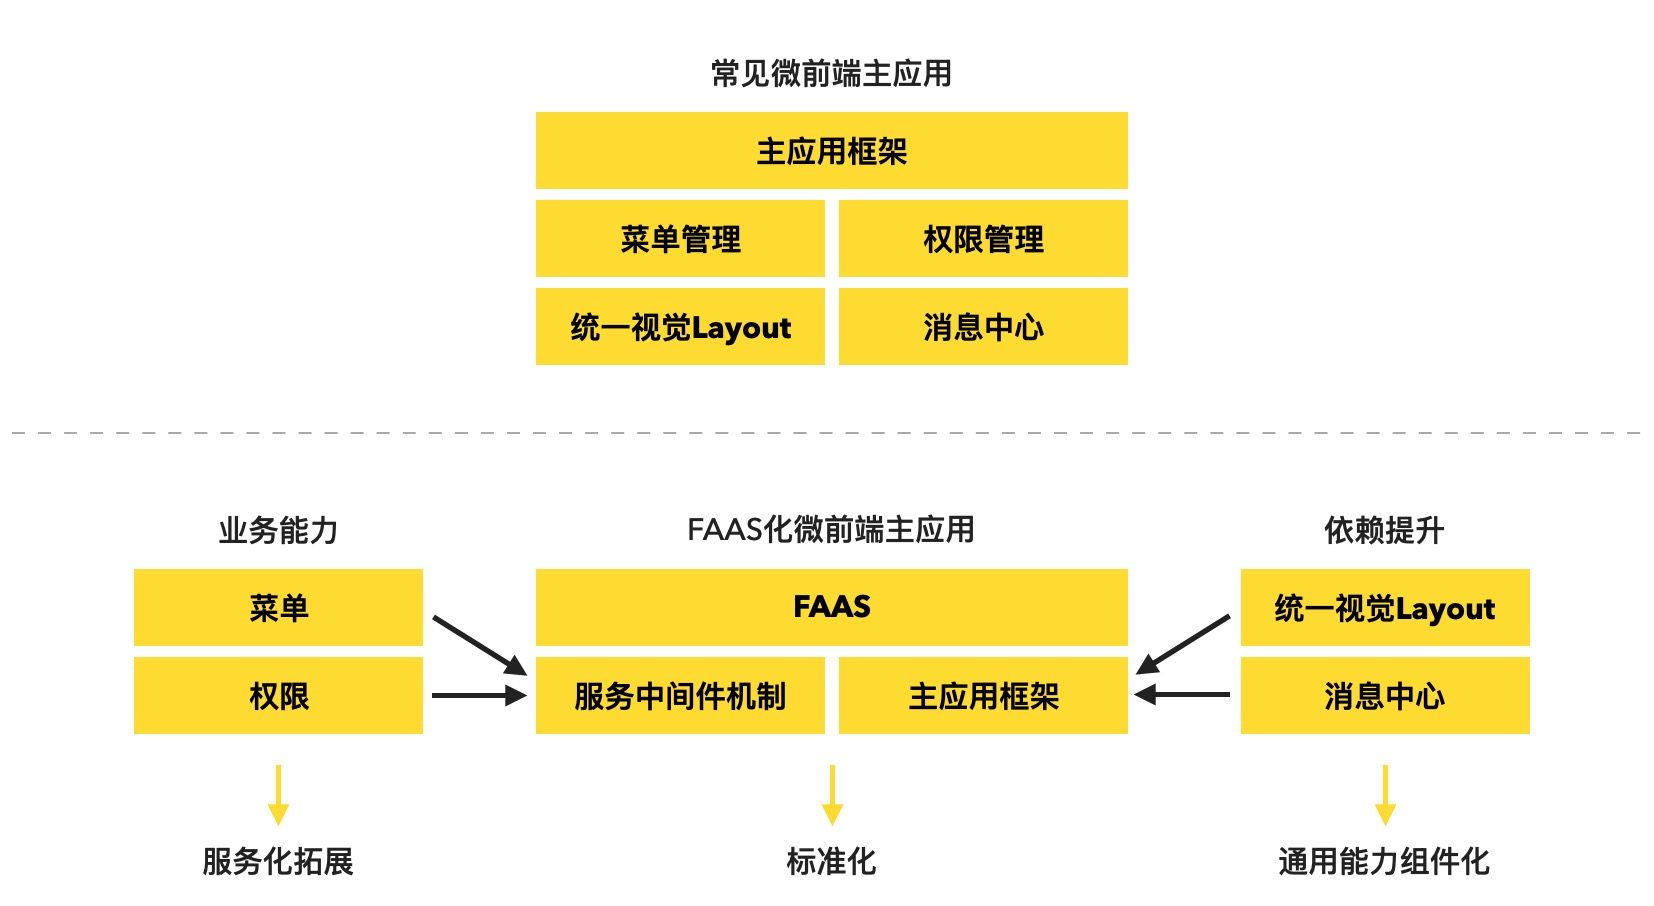 常见微前端主应用
主应用框架
菜单管理
权限管理
统一视觉Layout
消息中心
业务能力
FAAS化微前端主应用
依赖提升
菜单
FAAS
统一视觉Layout
权限
服务中间件机制
主应用框架
消息中心
服务化拓展
标准化
通用能力组件化